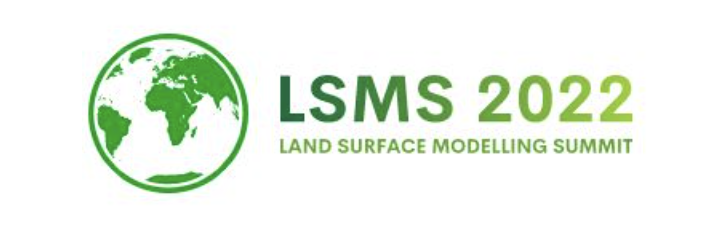 LSMS 2022
LAND SURFACE MODELLING SUMMIT